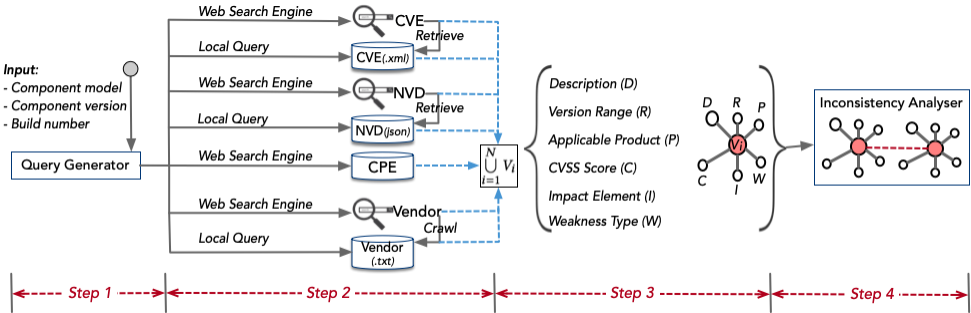 Input:
- Component model
- Component version
- Build number
Query Generator
Web Search Engine
CVE
Retrieve
Local Query
CVE(.xml)
Web Search Engine
NVD
Retrieve
Local Query
NVD(json)
Web Search Engine
CPE
Web Search Engine
Vendor
Crawl
Local Query
Vendor
(.txt)
N
⋃ Vi
i=1
Description (D)
Version Range (R)
Applicable Product (P)
CVSS Score (C)
Impact Element (I)
Weakness Type (W)
D R P
Vi
C I W
Inconsistency Analyser
Step 1
Step 2
Step 3
Step 4